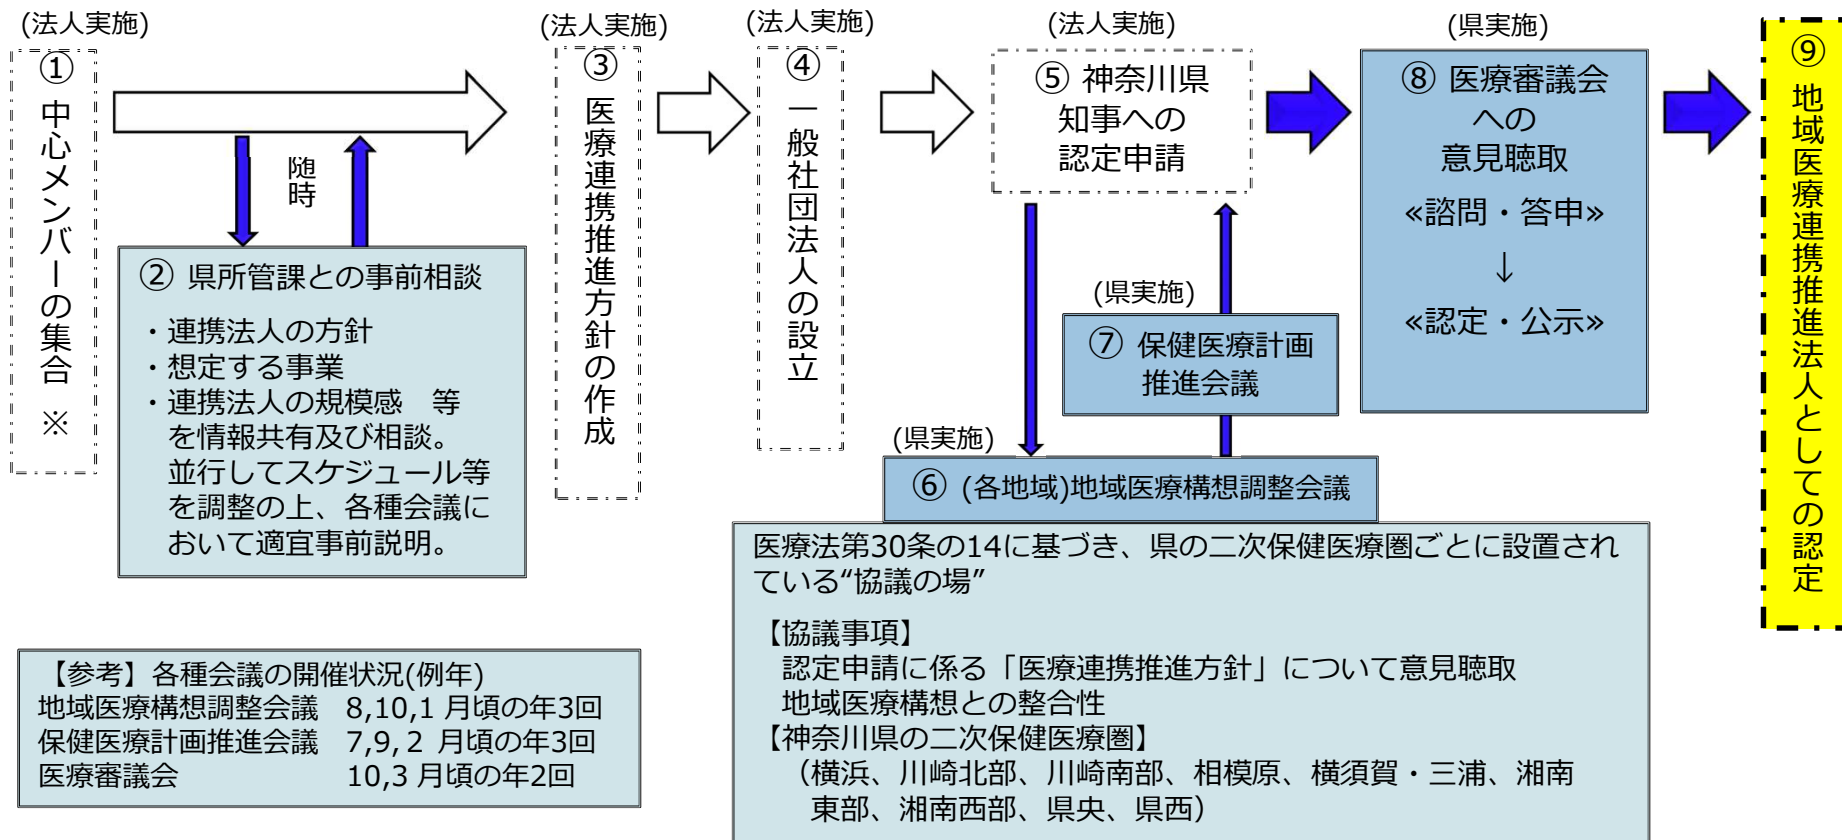 (法人実施)
① 中心メンバーの集合 ※
随時
② 県所管課との事前相談
・連携法人の方針
・想定する事業
・連携法人の規模感　等
を情報共有及び相談。
並行してスケジュール等
を調整の上、各種会議に
おいて適宜事前説明。
(法人実施)
③ 医療連携推進方針の作成
(法人実施)
④ 一般社団法人の設立
(法人実施)
⑤ 神奈川県
知事への
認定申請
(県実施)
⑥ (各地域)地域医療構想調整会議
医療法第30条の14に基づき、県の二次保健医療圏ごとに設置され
ている“協議の場”
【協議事項】
認定申請に係る「医療連携推進方針」について意見聴取
地域医療構想との整合性
【神奈川県の二次保健医療圏】
（横浜、川崎北部、川崎南部、相模原、横須賀・三浦、湘南
東部、湘南西部、県央、県西）
(県実施)
⑦ 保健医療計画
推進会議
(県実施)
⑧ 医療審議会
への
意見聴取
«諮問・答申»
↓
«認定・公示»
⑨ 地域医療連携推進法人としての認定
【参考】各種会議の開催状況(例年)
地域医療構想調整会議　8,10,1 月頃の年3回
保健医療計画推進会議　7,9,2 月頃の年3回
医療審議会　10,3 月頃の年2回